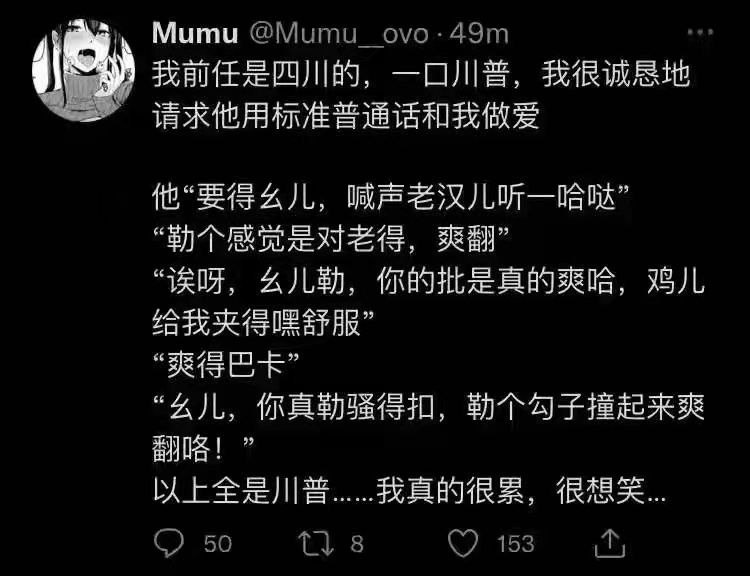 Mumu @Mumu__ovo · 49m
我前任是四川的，一口川普，我很诚恳地
请求他用标准普通话和我做爱
他“要得幺儿，喊声老汉儿听一哈哒”
“勒个感觉是对老得，爽翻”
“诶呀，幺儿勒，你的批是真的爽哈，鸡儿
给我夹得嘿舒服”
“爽得巴卡”
“幺儿，你真勒骚得扣，勒个勾子撞起来爽
翻咯！”
以上全是川普……我真的很累，很想笑…
50 8 153